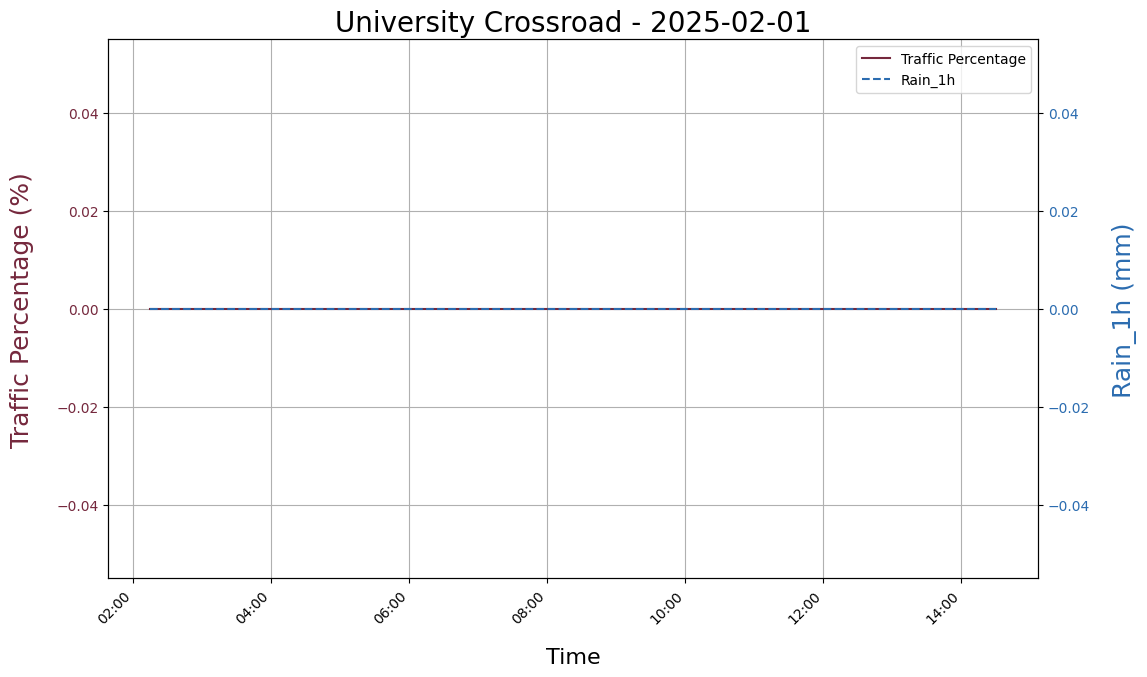 University Crossroad - 2025-02-01
Traffic Percentage
Rain_1h
Traffic Percentage (%)
0.04
0.02
0.00
−0.02
−0.04
0.04
0.02
0.00
−0.02
−0.04
Rain_1h (mm)
02:00
04:00
06:00
08:00
10:00
12:00
14:00
Time